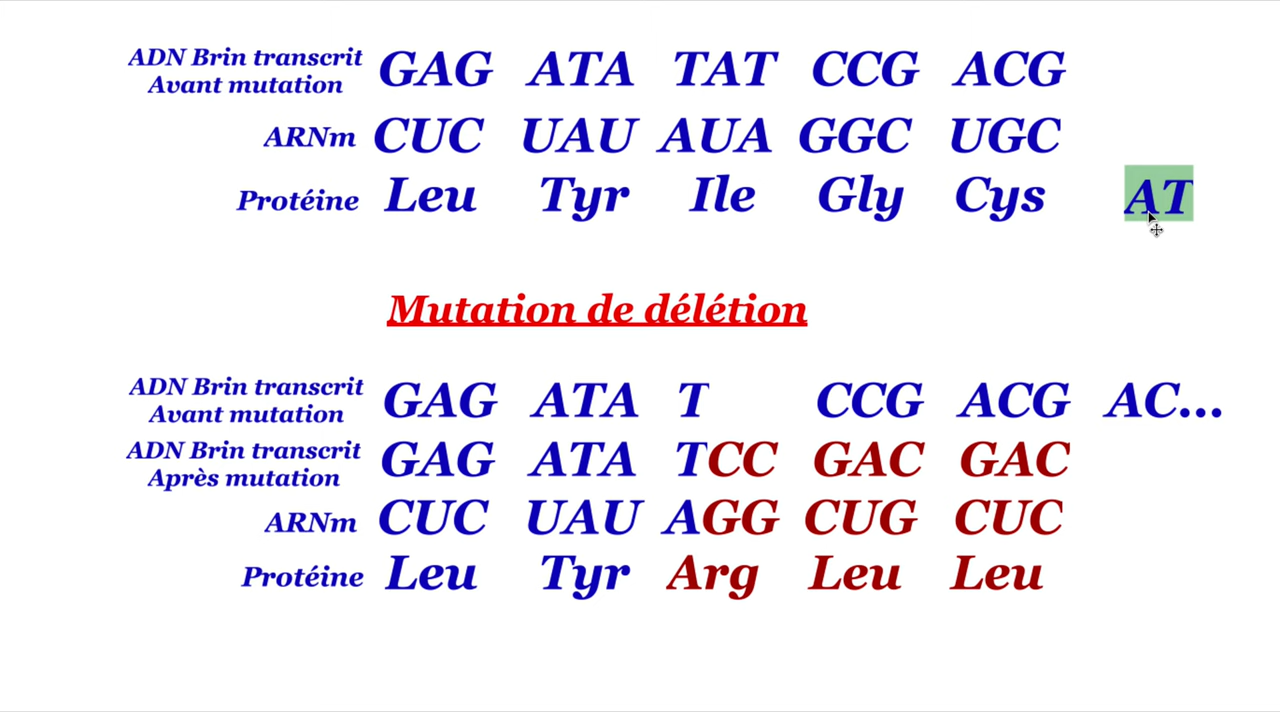 ADN Brin transcrit
Avant mutation
GAG ATA TAT CCG ACG
ARNm CUC UAU AUA GGC UGC
Protéine Leu Tyr Ile Gly Cys AT
Mutation de délétion
ADN Brin transcrit
Avant mutation
GAG ATA T CCG ACG AC...
ADN Brin transcrit
Après mutation
GAG ATA TCC GAC GAC
ARNm CUC UAU AGG CUG CUC
Protéine Leu Tyr Arg Leu Leu